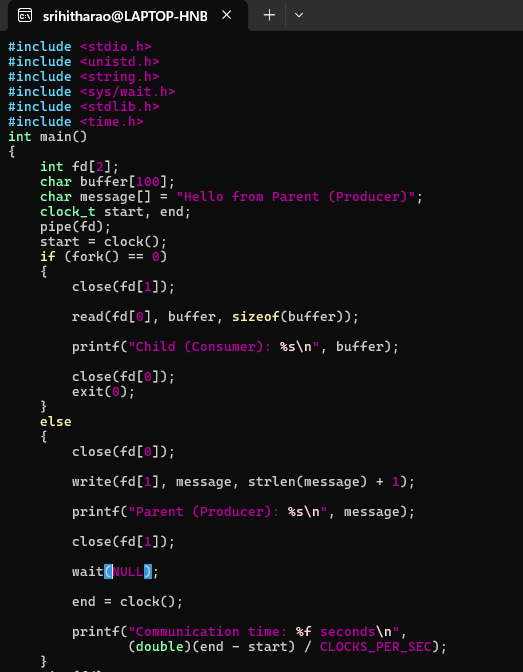 srihitharao@LAPTOP-HNB
#include <stdio.h>
#include <unistd.h>
#include <string.h>
#include <sys/wait.h>
#include <stdlib.h>
#include <time.h>
int main()
{
    int fd[2];
    char buffer[100];
    char message[] = "Hello from Parent (Producer)";
    clock_t start, end;
    pipe(fd);
    start = clock();
    if (fork() == 0)
    {
        close(fd[1]);

        read(fd[0], buffer, sizeof(buffer));

        printf("Child (Consumer): %s\n", buffer);

        close(fd[0]);
        exit(0);
    }
    else
    {
        close(fd[0]);

        write(fd[1], message, strlen(message) + 1);

        printf("Parent (Producer): %s\n", message);

        close(fd[1]);

        wait(NULL);

        end = clock();

        printf("Communication time: %f seconds\n",
               (double)(end - start) / CLOCKS_PER_SEC);
    }